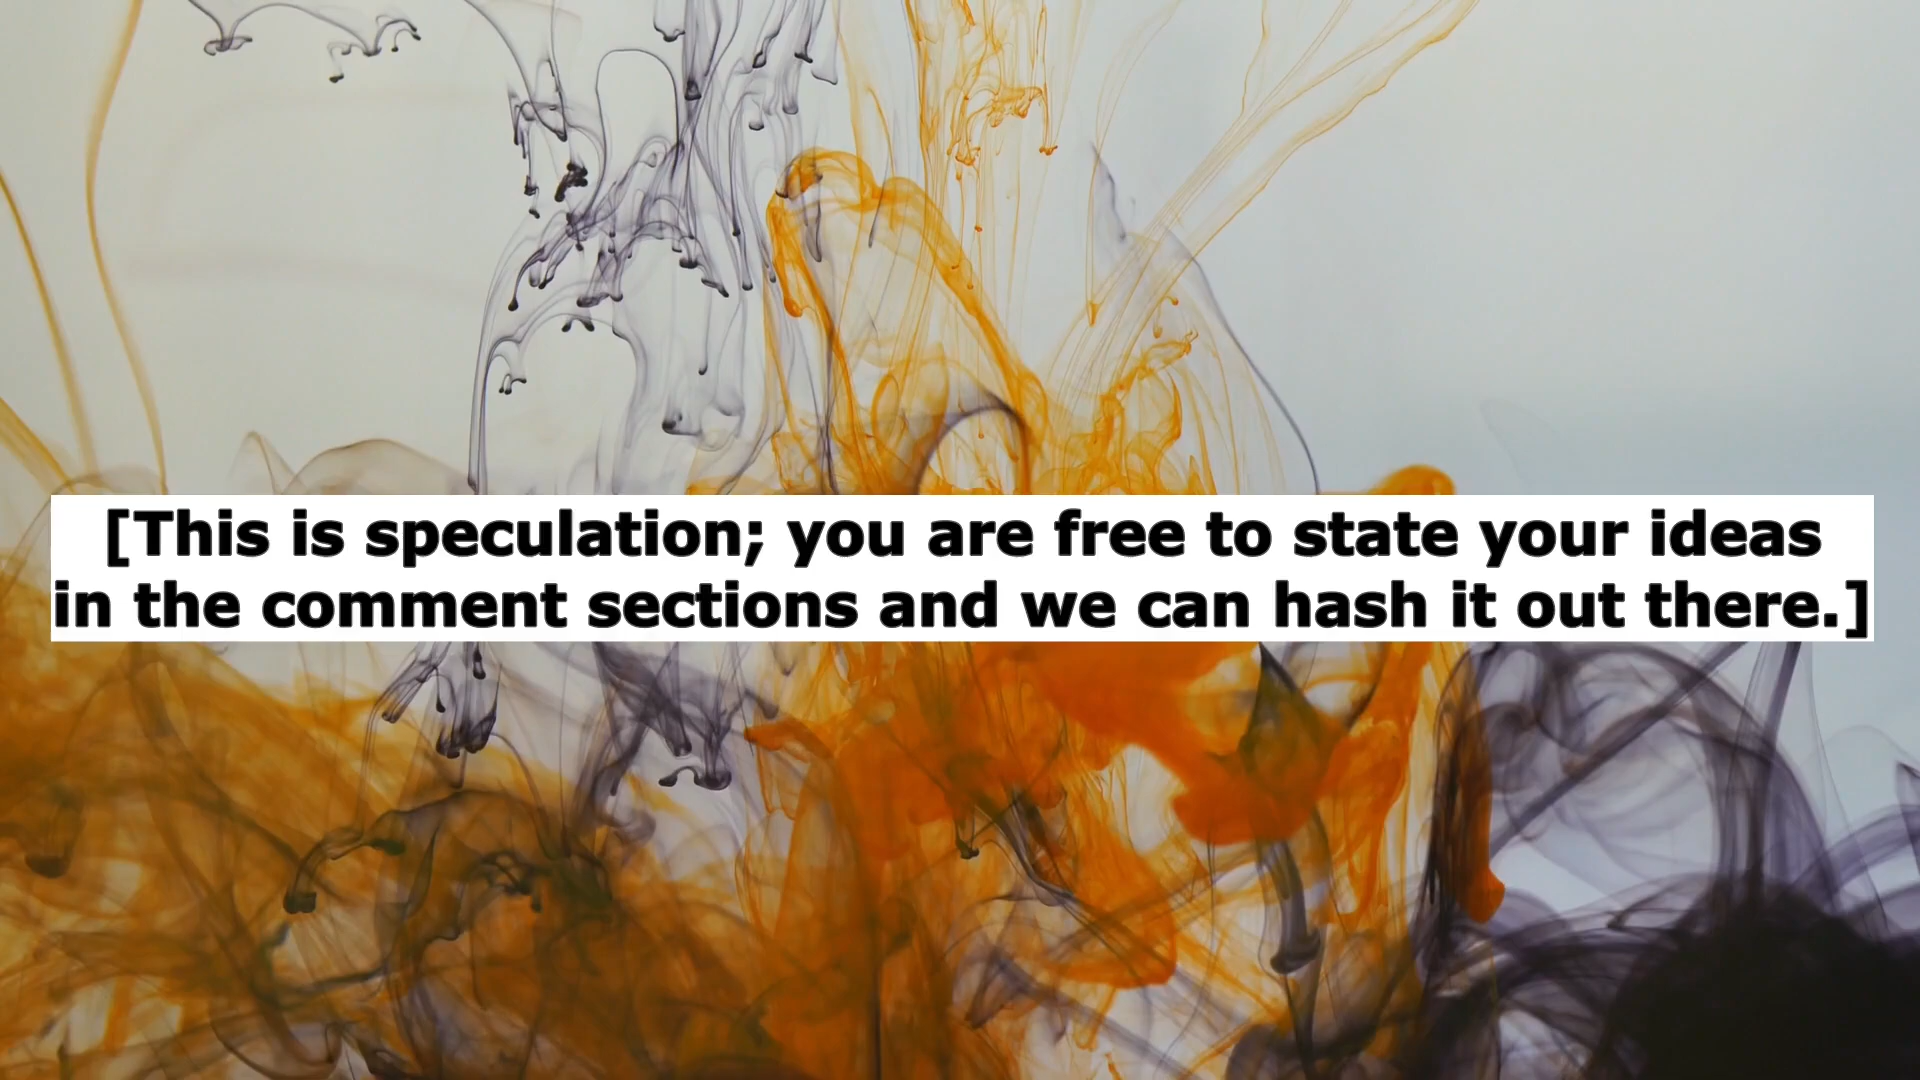 [This is speculation; you are free to state your ideas
in the comment sections and we can hash it out there.]